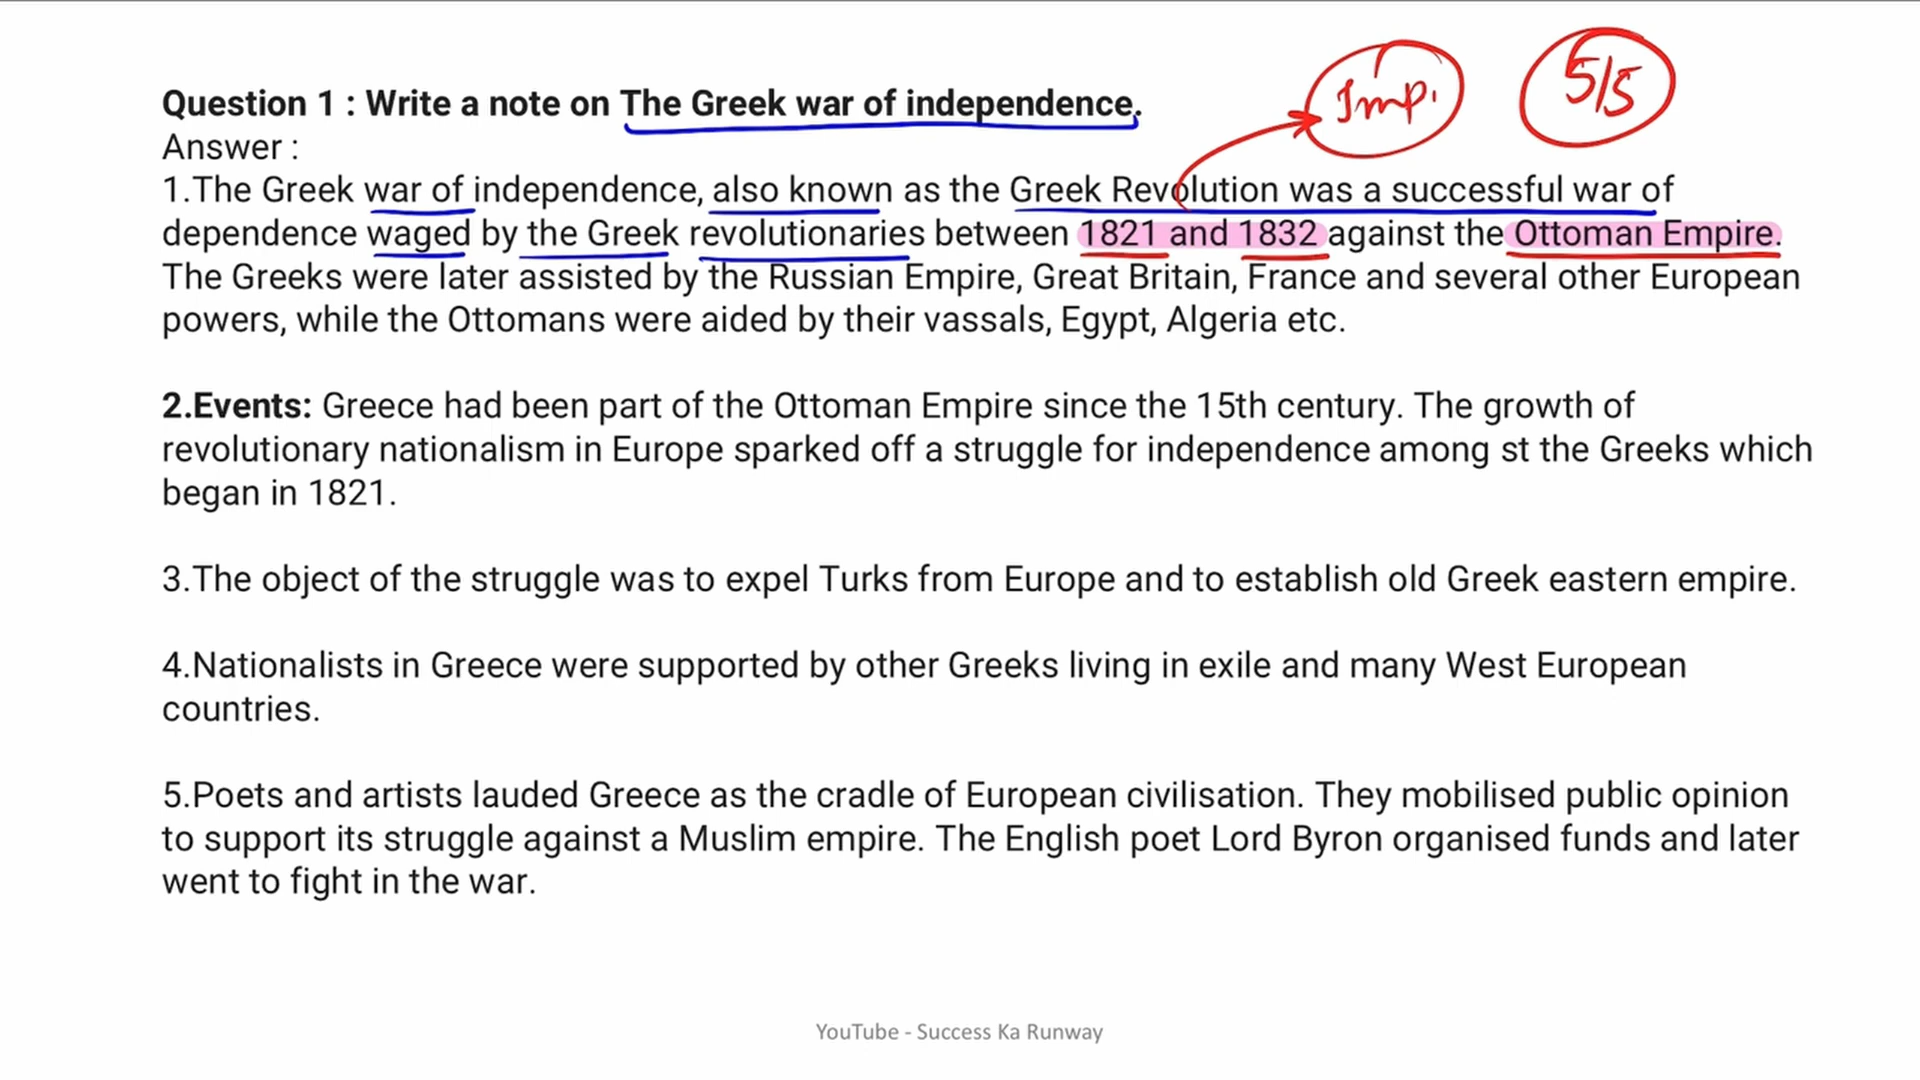 Imp.
5/5
Question 1 : Write a note on The Greek war of independence.
Answer :
1.The Greek war of independence, also known as the Greek Revolution was a successful war of
dependence waged by the Greek revolutionaries between 1821 and 1832 against the Ottoman Empire.
The Greeks were later assisted by the Russian Empire, Great Britain, France and several other European
powers, while the Ottomans were aided by their vassals, Egypt, Algeria etc.
2.Events: Greece had been part of the Ottoman Empire since the 15th century. The growth of
revolutionary nationalism in Europe sparked off a struggle for independence among st the Greeks which
began in 1821.
3.The object of the struggle was to expel Turks from Europe and to establish old Greek eastern empire.
4.Nationalists in Greece were supported by other Greeks living in exile and many West European
countries.
5.Poets and artists lauded Greece as the cradle of European civilisation. They mobilised public opinion
to support its struggle against a Muslim empire. The English poet Lord Byron organised funds and later
went to fight in the war.
YouTube - Success Ka Runway